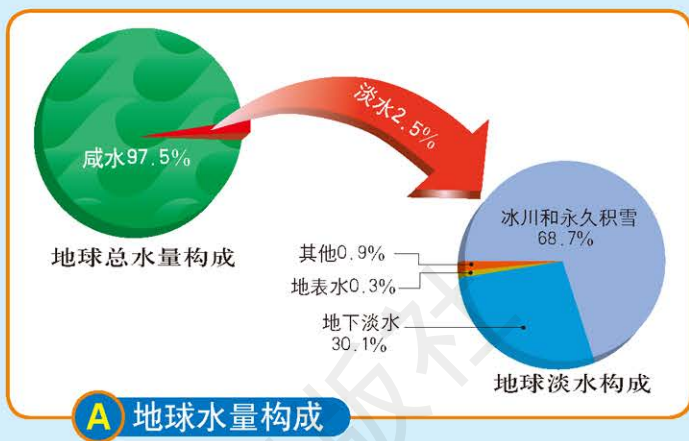 咸水97.5%
淡水2.5%
地球总水量构成
冰川和永久积雪
68.7%
其他0.9%
地表水0.3%
地下淡水
30.1%
地球淡水构成
A 地球水量构成
版社